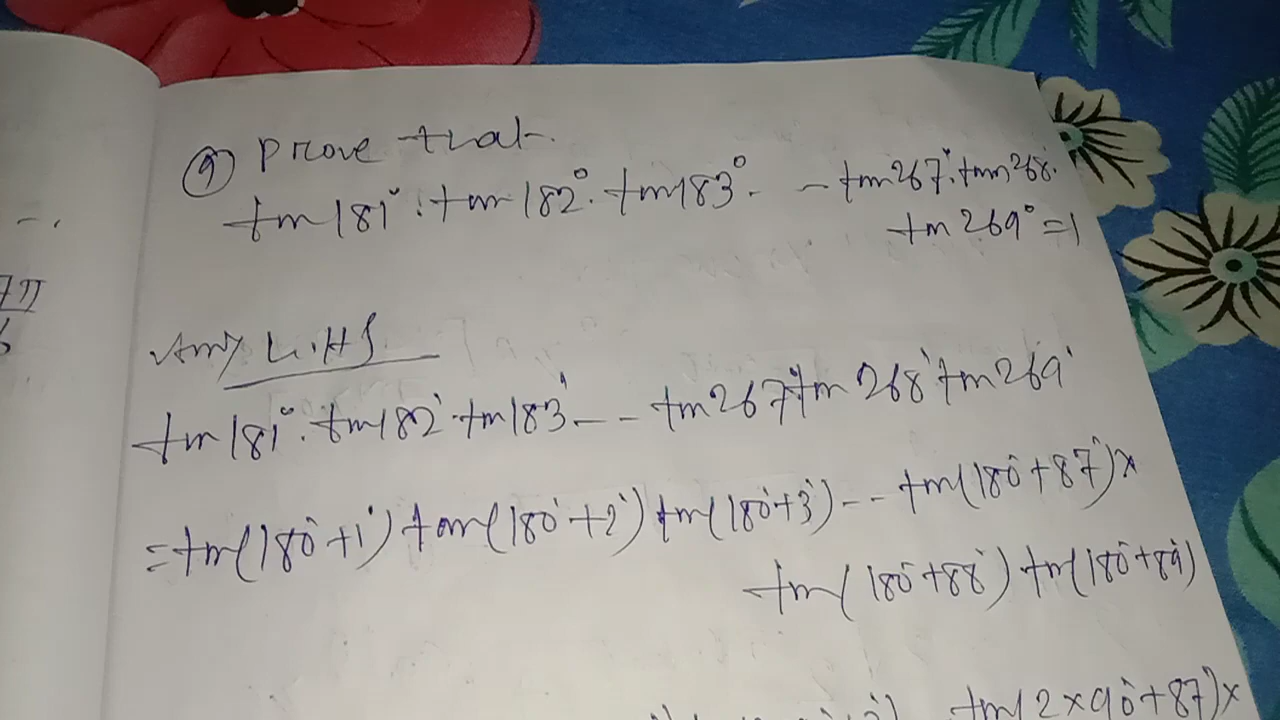 7π
6
⑨ Prove that
tan 181°. tan 182°. tan 183°. - tan 267°. tan 268°.
tan 269° = 1
Ans/ L.H.S
tan 181°. tan 182° tan 183° - - tan 267° tan 268° tan 269°
= tan(180°+1°) tan(180°+2°) tan(180°+3°) - - tan(180°+87°)×
tan(180°+88°) tan(180°+89°)
tan(2×90°+87°)×